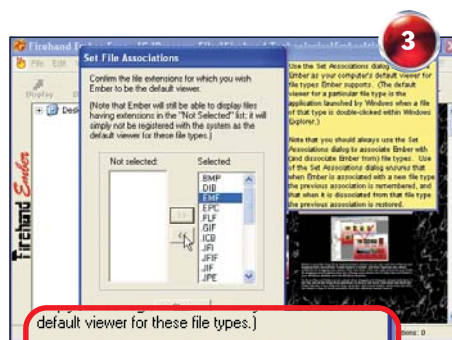 3
Firehand Ember
File Edit
Display
Desk
Firehand Ember
Set File Associations
Confirm the file extensions for which you wish
Ember to be the default viewer.
(Note that Ember will still be able to display files
having extensions in the "Not Selected" list; it will
simply not be registered with the system as the
default viewer for these file types.)
Not selected:
Selected:
.BMP
.DIB
.EMF
.EPC
.FLF
.GIF
.ICB
.JFI
.JFIF
.JIF
.JPE
>>
<<
Use the Set Associations dialog
Ember as your computer's default viewer for
file types Ember supports. (The default
viewer for a particular file type is the
application launched by Windows when a file
of that type is double-clicked within Windows
Explorer.)
Note that you should always use the Set
Associations dialog to associate Ember with
(and dissociate Ember from) file types. Use
of the Set Associations dialog ensures that
when Ember is associated with a new file type
the previous association is remembered, and
that when it is dissociated from that file type
the previous association is restored.
default viewer for these file types.)